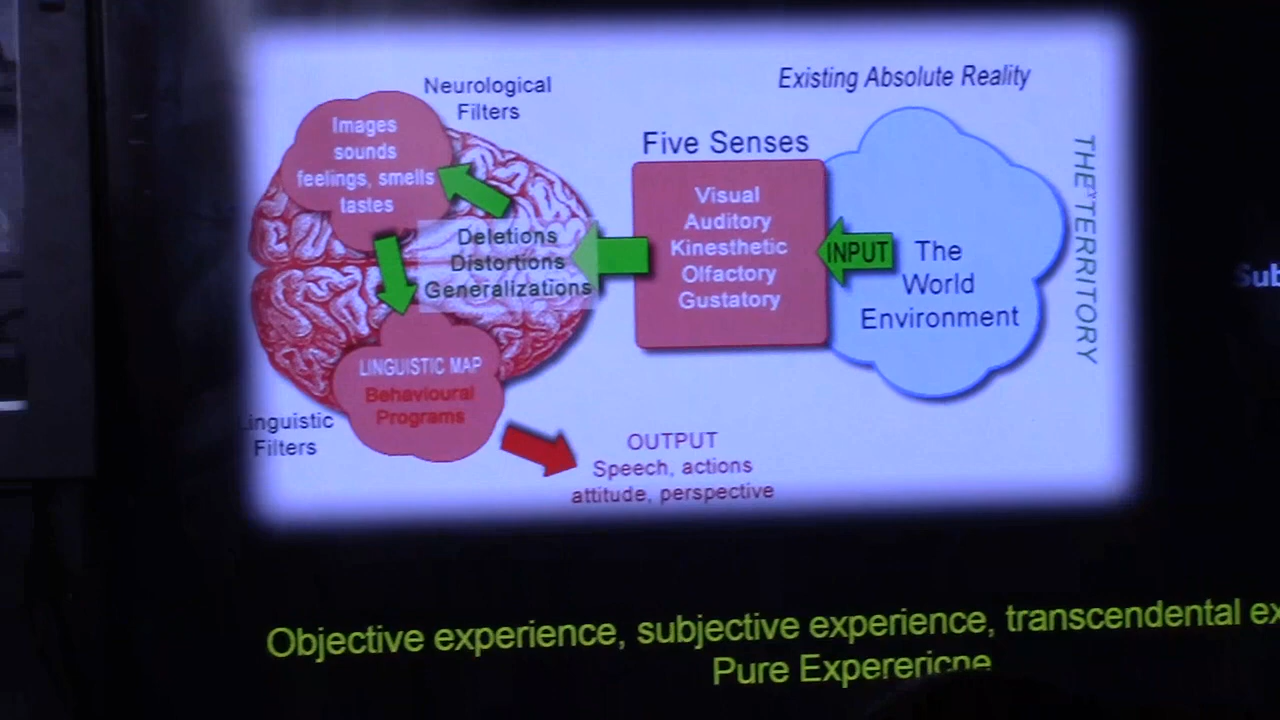 Neurological
Filters
Existing Absolute Reality
Images
sounds
feelings, smells
tastes
Five Senses
THE TERRITORY
Visual
Auditory
Kinesthetic
Olfactory
Gustatory
Deletions
Distortions
Generalizations
INPUT
The
World
Environment
Sub
LINGUISTIC MAP
Behavioural
Programs
Linguistic
Filters
OUTPUT
Speech, actions
attitude, perspective
Objective experience, subjective experience, transcendental ex
Pure Experericne